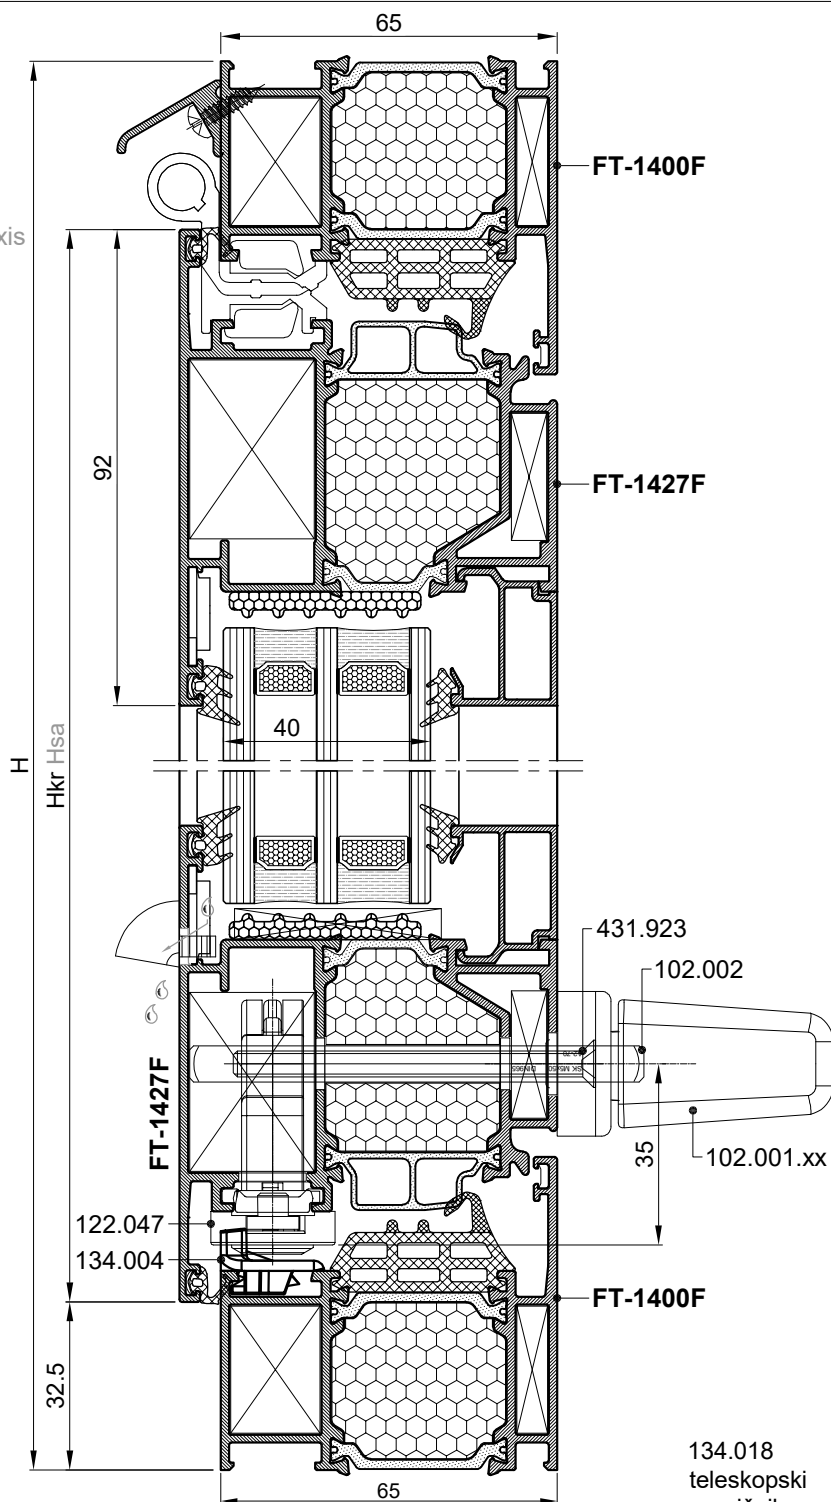 65
FT-1400F
xis
92
FT-1427F
40
H
Hkr Hsa
431.923
102.002
FT-1427F
35
102.001.xx
122.047
134.004
FT-1400F
32.5
134.018
teleskopski
65